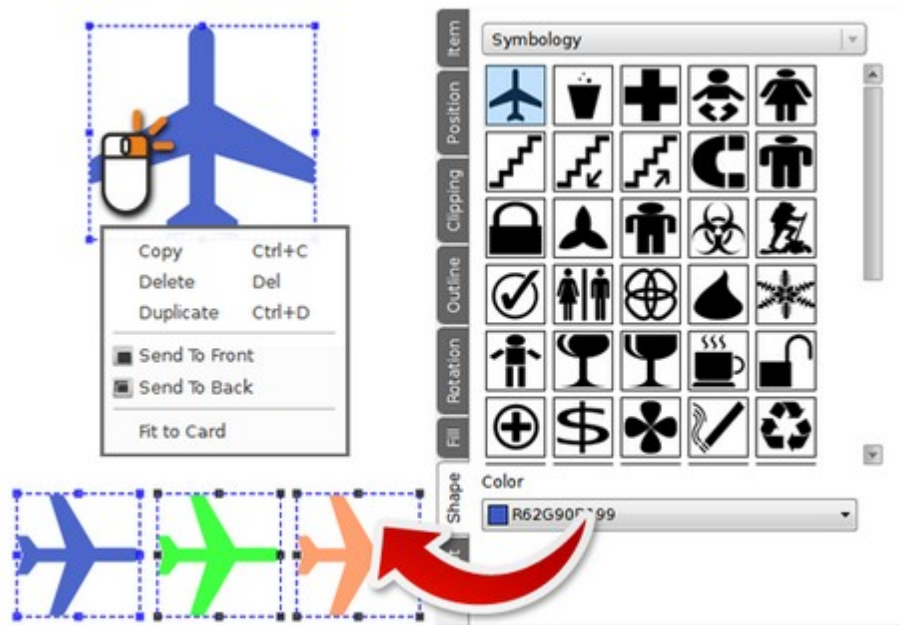 Copy Ctrl+C
Delete Del
Duplicate Ctrl+D
Send To Front
Send To Back
Fit to Card
Item
Position
Clipping
Outline
Rotation
Fill
Shape
Symbology
Color